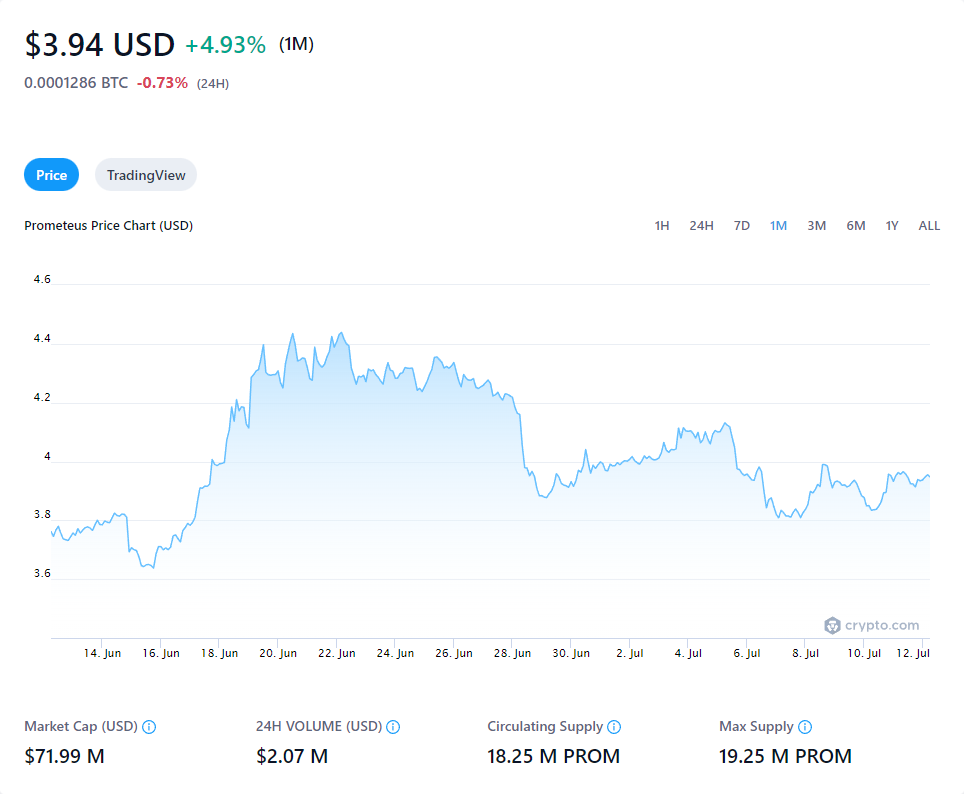 $3.94 USD +4.93% (1M)
0.0001286 BTC -0.73% (24H)
Price TradingView
Prometeus Price Chart (USD) 1H 24H 7D 1M 3M 6M 1Y ALL
4.6
4.4
4.2
4
3.8
3.6
crypto.com
14. Jun 16. Jun 18. Jun 20. Jun 22. Jun 24. Jun 26. Jun 28. Jun 30. Jun 2. Jul 4. Jul 6. Jul 8. Jul 10. Jul 12. Jul
Market Cap (USD) 24H VOLUME (USD) Circulating Supply Max Supply
$71.99 M $2.07 M 18.25 M PROM 19.25 M PROM